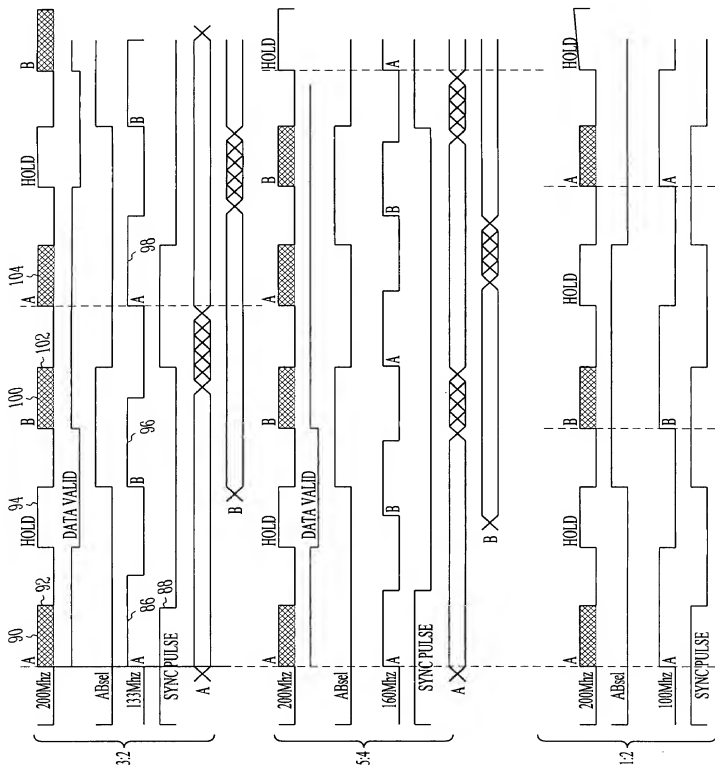 90 92 94 100 102 104
A HOLD B A HOLD B
200Mhz
DATA VALID
ABsel
86 96 98
133Mhz A B A B
SYNC PULSE 88
A
B
3:2
A HOLD B A B HOLD
200Mhz
DATA VALID
ABsel
160Mhz A B A B A
SYNC PULSE
A
B
5:4
A HOLD B HOLD A HOLD
200Mhz
ABsel
100Mhz A B A
SYNC PULSE
1:2